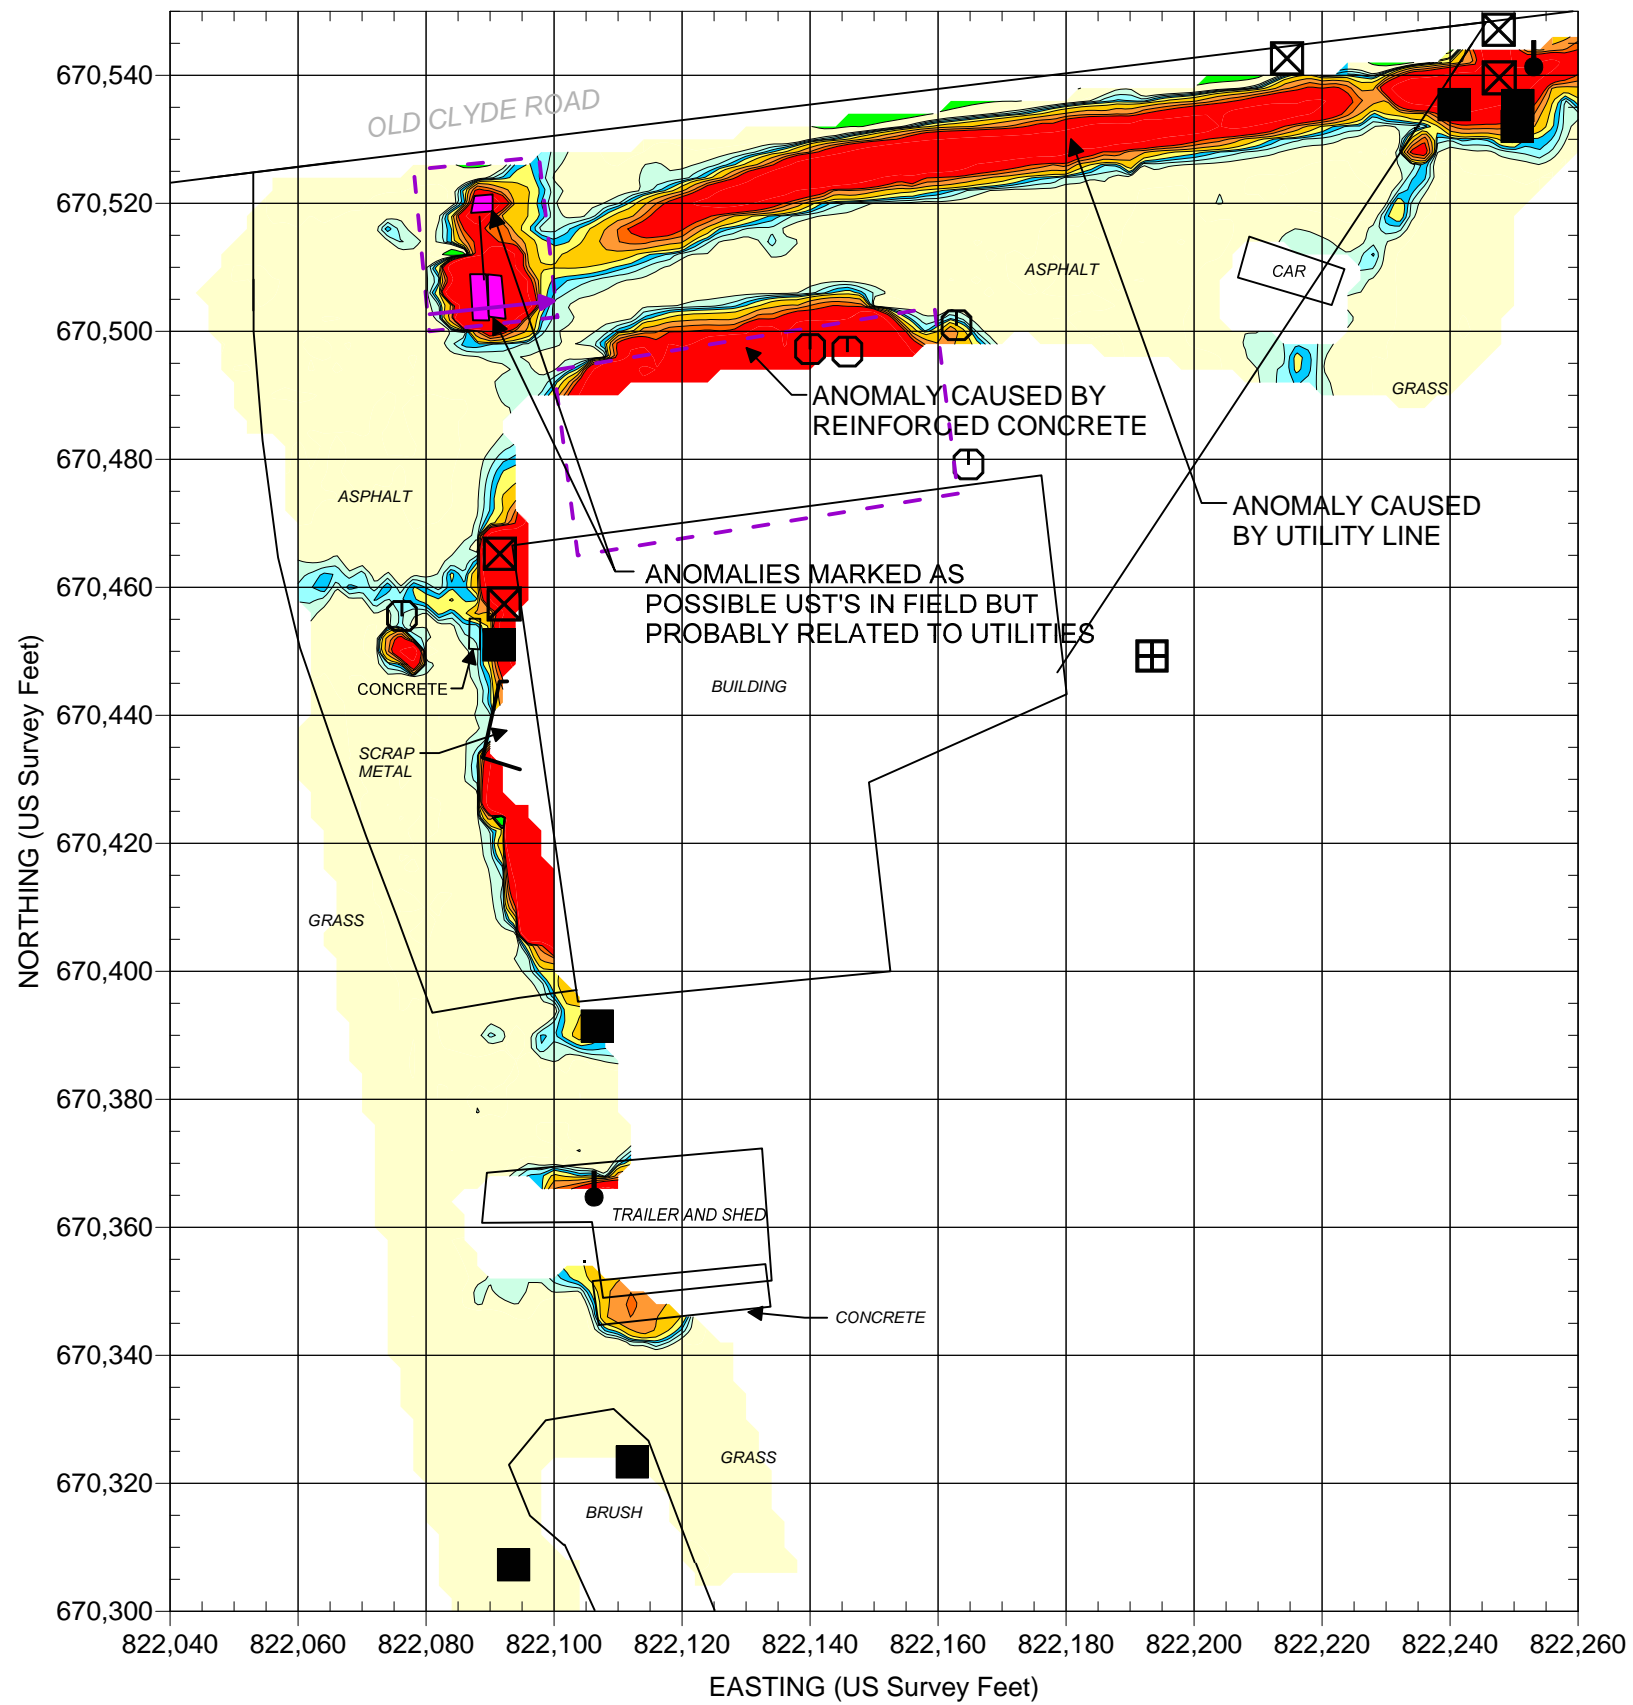 670,540
OLD CLYDE ROAD
670,520
ASPHALT
CAR
670,500
ANOMALY CAUSED BY
REINFORCED CONCRETE
GRASS
670,480
ASPHALT
ANOMALY CAUSED
BY UTILITY LINE
670,460
ANOMALIES MARKED AS
POSSIBLE UST'S IN FIELD BUT
PROBABLY RELATED TO UTILITIES
CONCRETE
BUILDING
670,440
SCRAP
METAL
670,420
GRASS
670,400
670,380
670,360
TRAILER AND SHED
CONCRETE
670,340
GRASS
670,320
BRUSH
670,300
NORTHING (US Survey Feet)
822,040 822,060 822,080 822,100 822,120 822,140 822,160 822,180 822,200 822,220 822,240 822,260
EASTING (US Survey Feet)